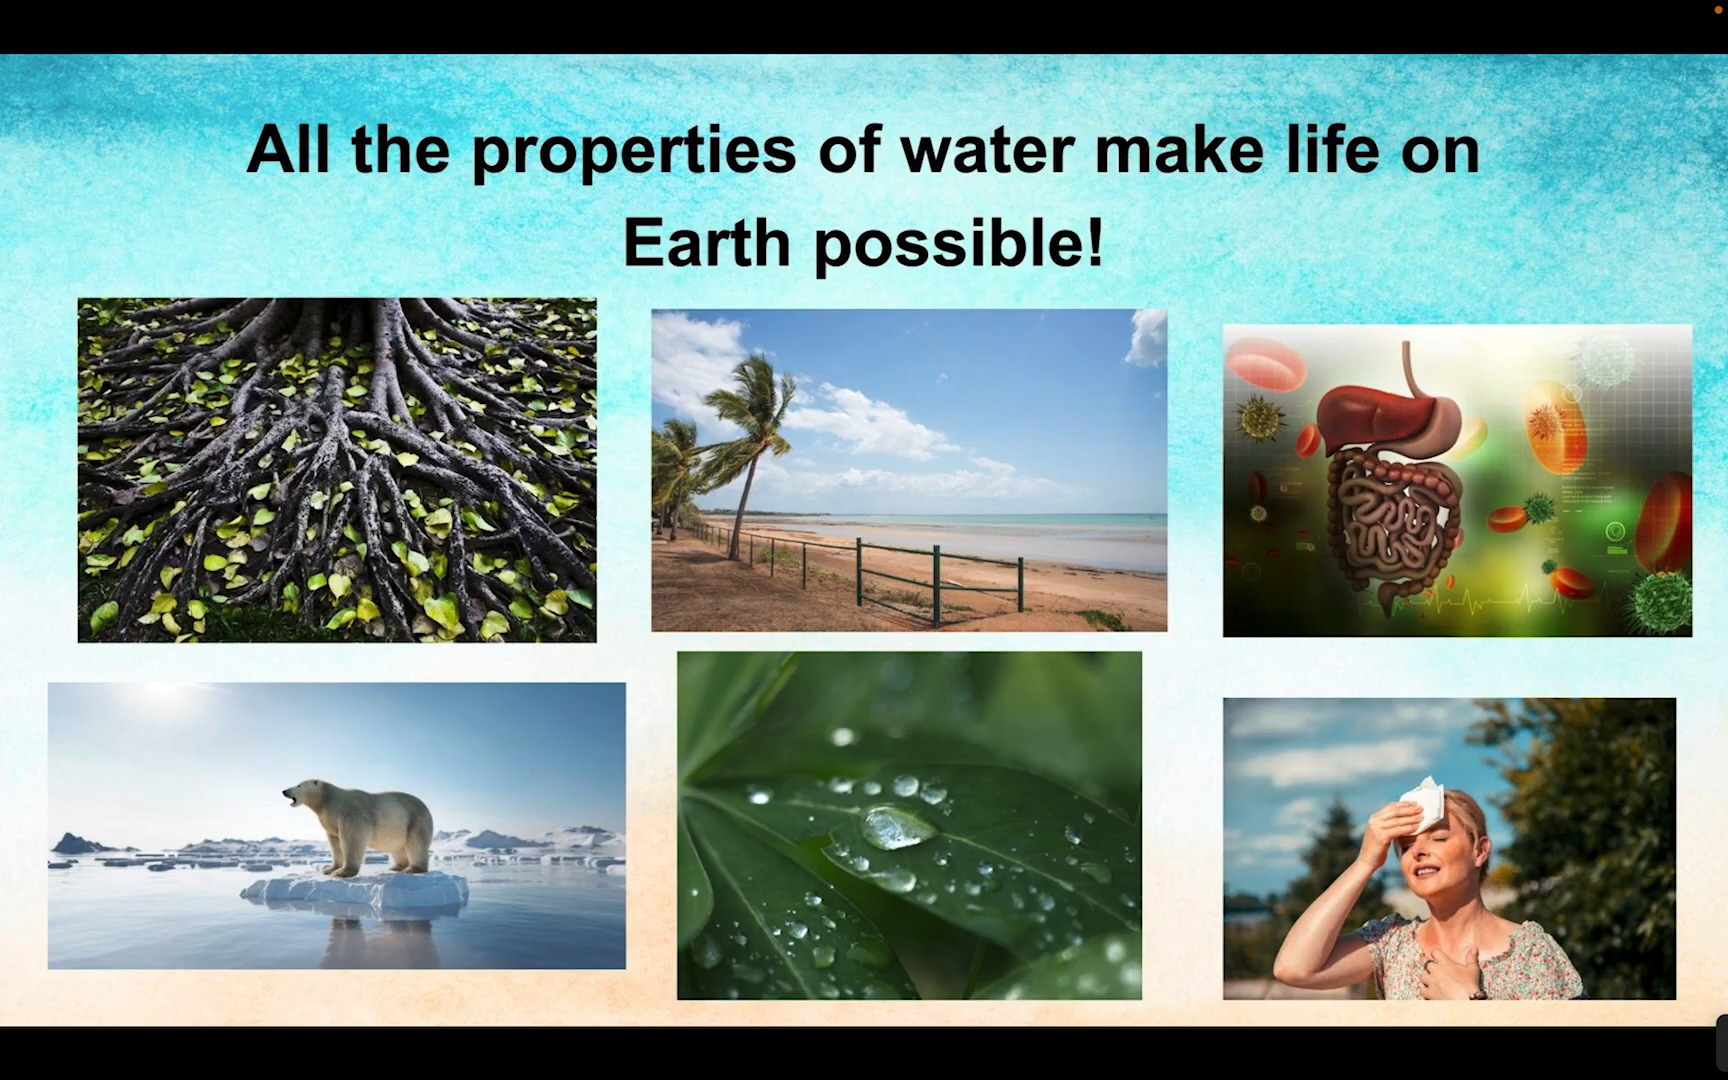 All the properties of water make life on
Earth possible!